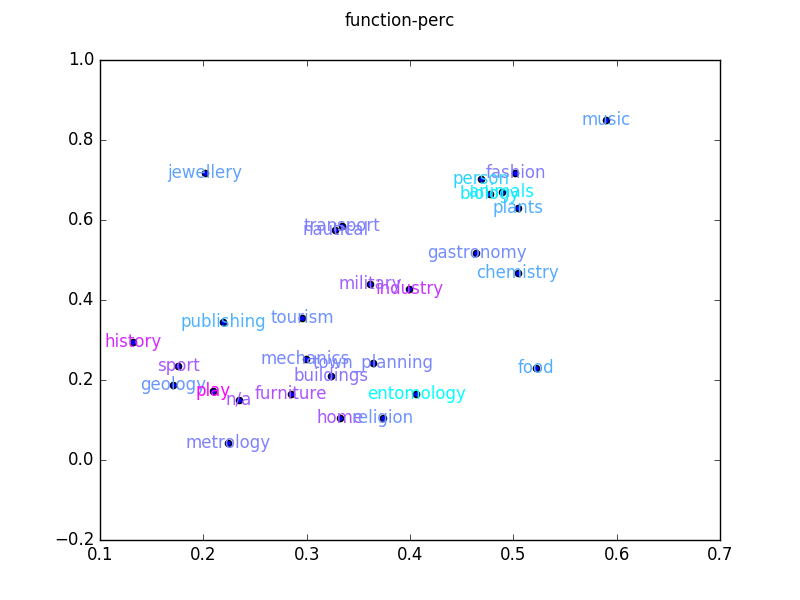 function-perc
1.0
music
0.8
jewellery
fashion
person
animals
biology
plants
0.6
transport
nautical
gastronomy
chemistry
military
industry
0.4
publishing
tourism
history
mechanics
town planning
sport
food
0.2
buildings
geology
play
n/a
furniture
entomology
home
religion
metrology
0.0
−0.2
0.1 0.2 0.3 0.4 0.5 0.6 0.7